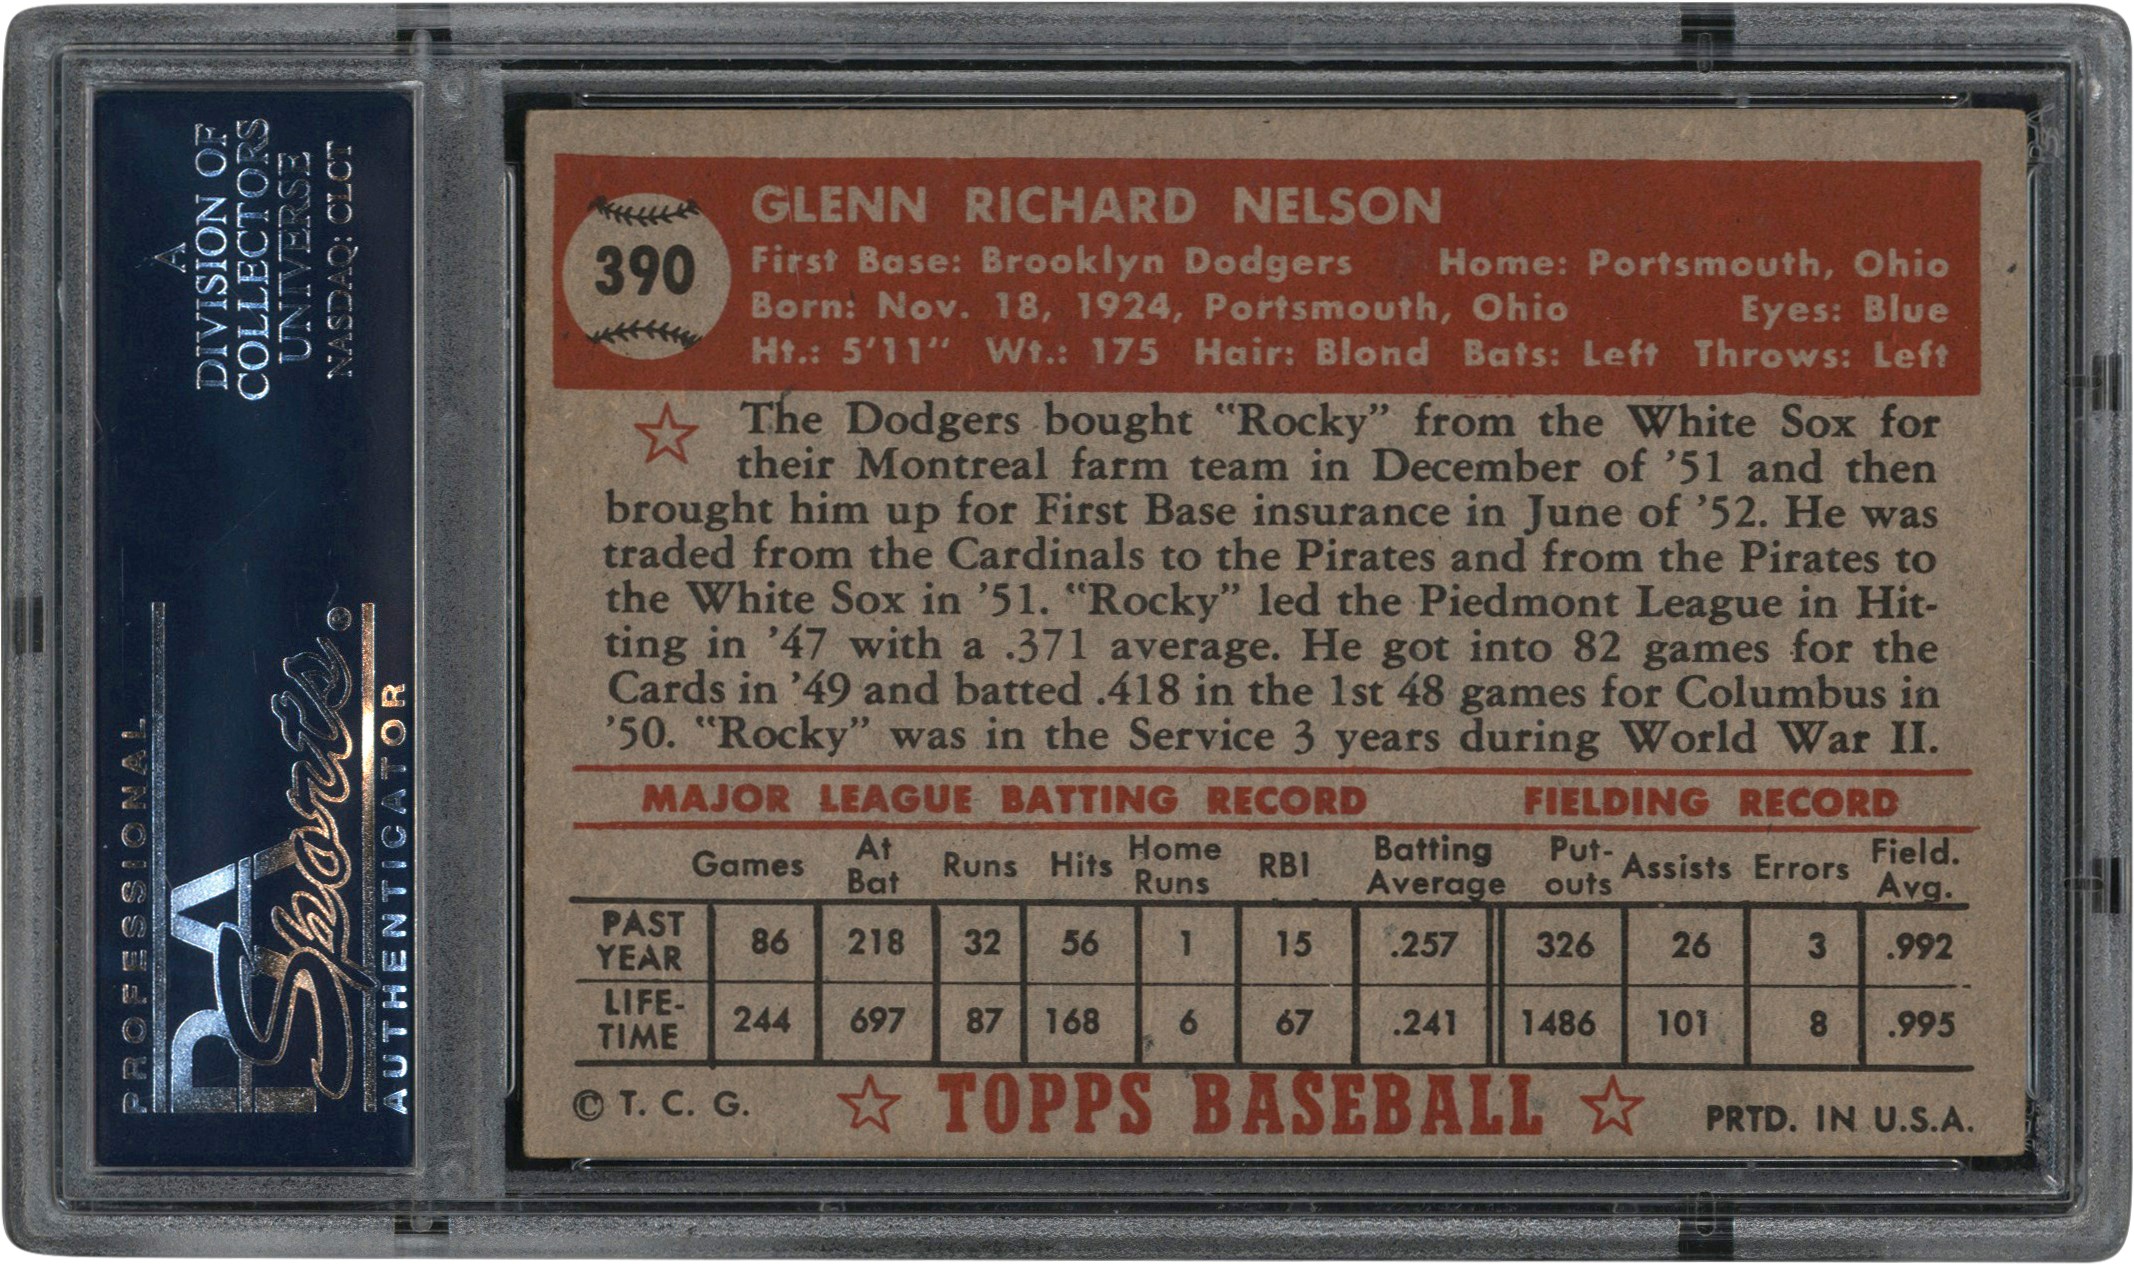 A
DIVISION OF
COLLECTORS
UNIVERSE
NASDAQ: CLCT
PROFESSIONAL
PSA
Sports®
AUTHENTICATOR
390
GLENN RICHARD NELSON
First Base: Brooklyn Dodgers Home: Portsmouth, Ohio
Born: Nov. 18, 1924, Portsmouth, Ohio Eyes: Blue
Ht.: 5'11" Wt.: 175 Hair: Blond Bats: Left Throws: Left
The Dodgers bought "Rocky" from the White Sox for
their Montreal farm team in December of '51 and then
brought him up for First Base insurance in June of '52. He was
traded from the Cardinals to the Pirates and from the Pirates to
the White Sox in '51. "Rocky" led the Piedmont League in Hit-
ting in '47 with a .371 average. He got into 82 games for the
Cards in '49 and batted .418 in the 1st 48 games for Columbus in
'50. "Rocky" was in the Service 3 years during World War II.
MAJOR LEAGUE BATTING RECORD FIELDING RECORD
Games At Bat Runs Hits Home Runs RBI Batting Average Put-outs Assists Errors Field. Avg.
PAST YEAR 86 218 32 56 1 15 .257 326 26 3 .992
LIFE-TIME 244 697 87 168 6 67 .241 1486 101 8 .995
© T. C. G. ☆ TOPPS BASEBALL ☆ PRTD. IN U.S.A.